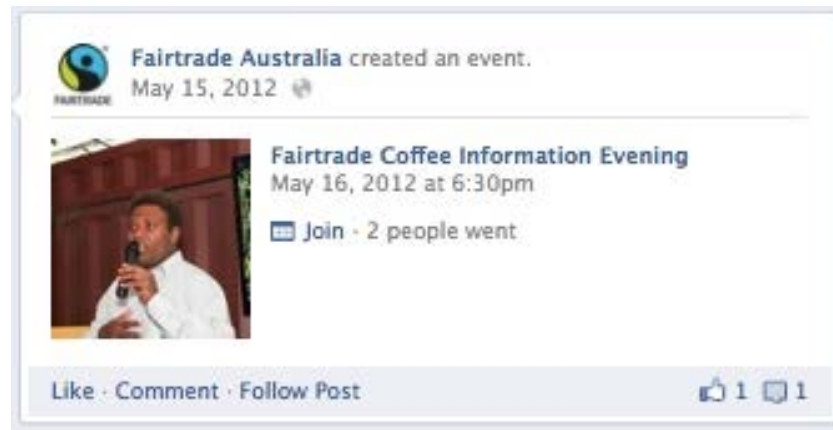 Fairtrade Australia created an event.
May 15, 2012
FAIRTRADE
Fairtrade Coffee Information Evening
May 16, 2012 at 6:30pm
Join · 2 people went
Like · Comment · Follow Post
1 1